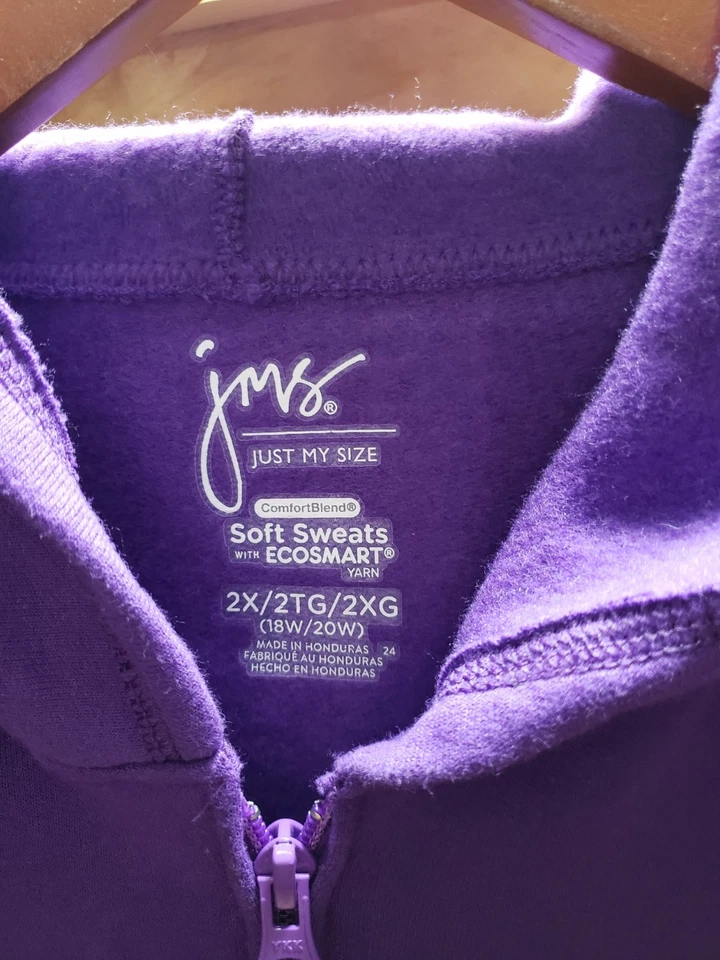 jms®
JUST MY SIZE
ComfortBlend®
Soft Sweats
WITH ECOSMART®
YARN
2X/2TG/2XG
(18W/20W)
MADE IN HONDURAS 24
FABRIQUÉ AU HONDURAS
HECHO EN HONDURAS
YKK